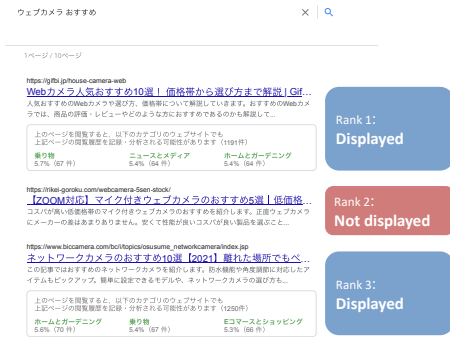 ウェブカメラ おすすめ
1ページ / 10ページ
https://gifbi.jp/house-camera-web
Webカメラ人気おすすめ10選！ 価格帯から選び方まで解説 | Gif...
人気おすすめのWebカメラや選び方、価格帯について解説していきます。おすすめのWebカメ
ラでは、商品の評価・レビューやどのような方におすすめであるのかも解説して...
上のページを閲覧すると、以下のカテゴリのウェブサイトでも
上記ページの閲覧履歴を記録・分析される可能性があります（1191件）
乗り物 ニュースとメディア ホームとガーデニング
5.7%（67 件） 5.4%（64 件） 5.4%（64 件）
Rank 1:
Displayed
https://rikei-goroku.com/webcamera-5sen-stock/
【ZOOM対応】マイク付きウェブカメラのおすすめ5選 | 低価格...
コスパが高い低価格帯のマイク付きウェブカメラのおすすめを紹介します。正直ウェブカメラ
にメーカーの差はあまりありません。安くて性能が良いコスパが良い製品を選ぶこと...
Rank 2:
Not displayed
https://www.biccamera.com/bc/i/topics/osusume_networkcamera/index.jsp
ネットワークカメラのおすすめ10選【2021】離れた場所でもペ...
この記事ではおすすめのネットワークカメラを紹介します。防水機能や角度調節に対応したア
イテムもピックアップ。簡単に設定できるモデルや、ネットワークカメラの選び方も...
上のページを閲覧すると、以下のカテゴリのウェブサイトでも
上記ページの閲覧履歴を記録・分析される可能性があります（1250件）
ホームとガーデニング 乗り物 Eコマースとショッピング
5.6%（70 件） 5.4%（67 件） 5.3%（66 件）
Rank 3:
Displayed